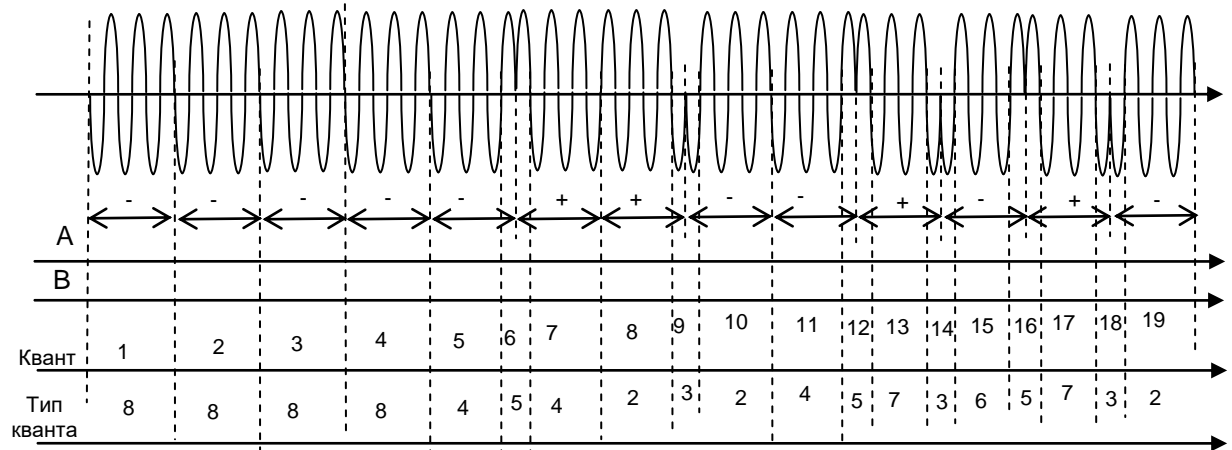 - - - - - + + - - + - + -
A
B
1 2 3 4 5 6 7 8 9 10 11 12 13 14 15 16 17 18 19
Квант
Тип
кванта
8 8 8 8 4 5 4 2 3 2 4 5 7 3 6 5 7 3 2